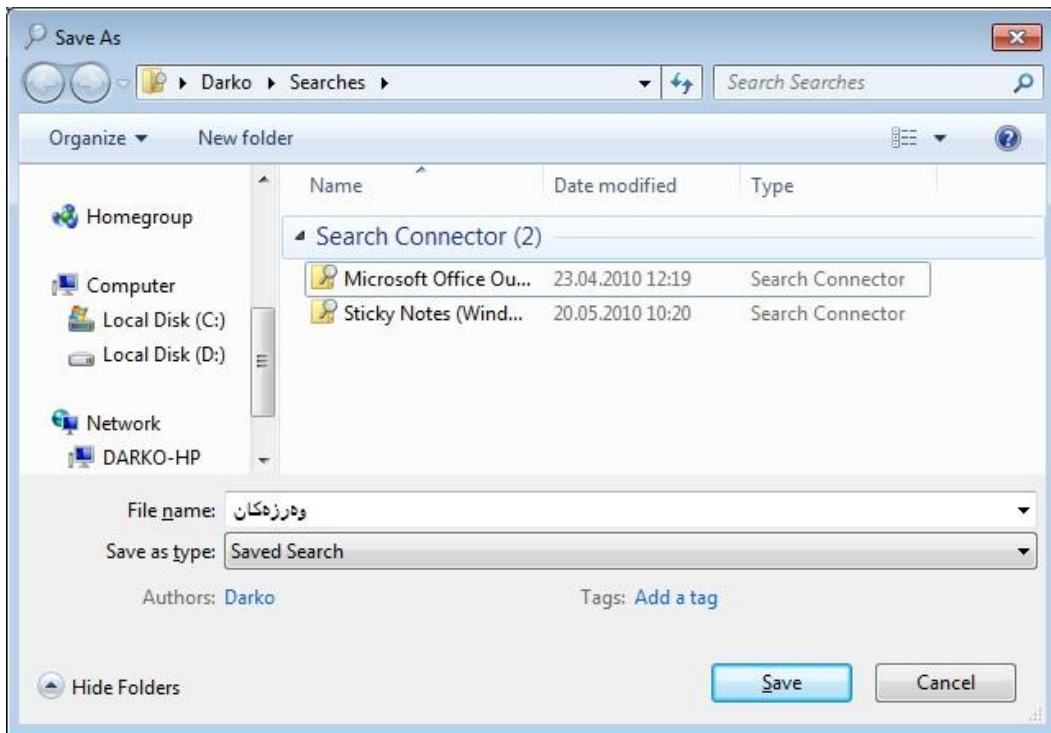 Save As
Darko Searches
Search Searches
Organize New folder
Name Date modified Type
Homegroup
Search Connector (2)
Computer
Microsoft Office Ou... 23.04.2010 12:19 Search Connector
Local Disk (C:)
Sticky Notes (Wind... 20.05.2010 10:20 Search Connector
Local Disk (D:)
Network
DARKO-HP
File name: وەرزەکان
Save as type: Saved Search
Authors: Darko Tags: Add a tag
Hide Folders Save Cancel